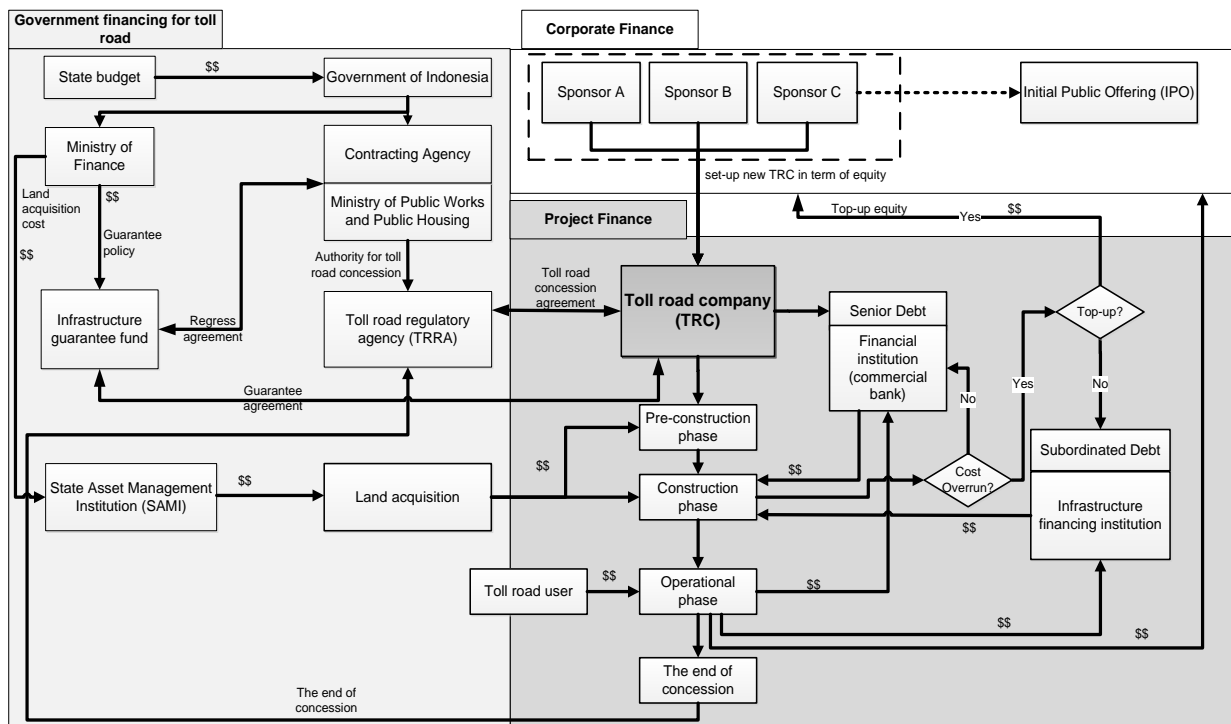 Government financing for toll
road
Corporate Finance
State budget
$$
Government of Indonesia
Sponsor A
Sponsor B
Sponsor C
Initial Public Offering (IPO)
Ministry of
Finance
Contracting Agency
Ministry of Public Works
and Public Housing
Land
acquisition
cost
$$
$$
Guarantee
policy
set-up new TRC in term of equity
Top-up equity
Yes
$$
Project Finance
Authority for toll
road concession
Infrastructure
guarantee fund
Regress
agreement
Toll road regulatory
agency (TRRA)
Toll road
concession
agreement
Toll road company
(TRC)
Senior Debt
Financial
institution
(commercial
bank)
Top-up?
Guarantee
agreement
No
Yes
No
Pre-construction
phase
Subordinated Debt
Infrastructure
financing institution
State Asset Management
Institution (SAMI)
$$
Land acquisition
$$
Construction
phase
$$
Cost
Overrun?
$$
Toll road user
$$
Operational
phase
$$
$$
$$
The end of
concession
The end of
concession